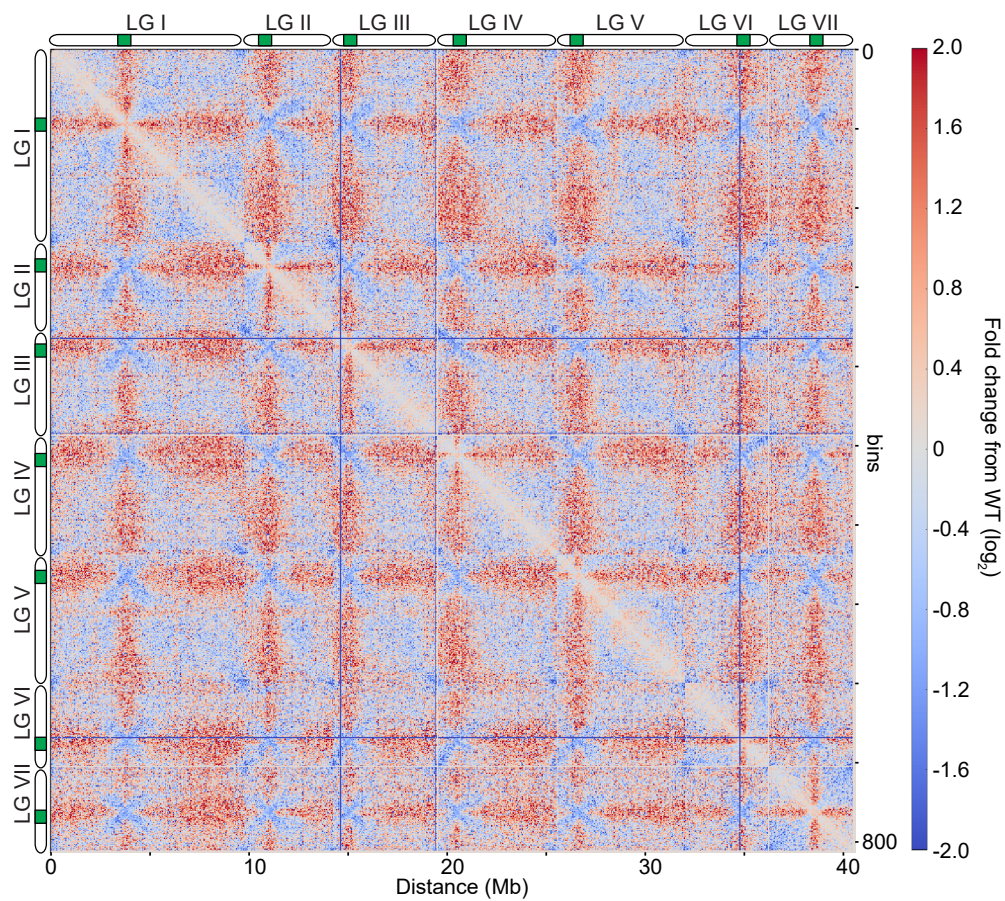 LG I LG II LG III LG IV LG V LG VI LG VII
LG I
LG II
LG III
LG IV
LG V
LG VI
LG VII
0
bins
800
0 10 20 30 40
Distance (Mb)
2.0
1.6
1.2
0.8
0.4
0
-0.4
-0.8
-1.2
-1.6
-2.0
Fold change from WT (log2)